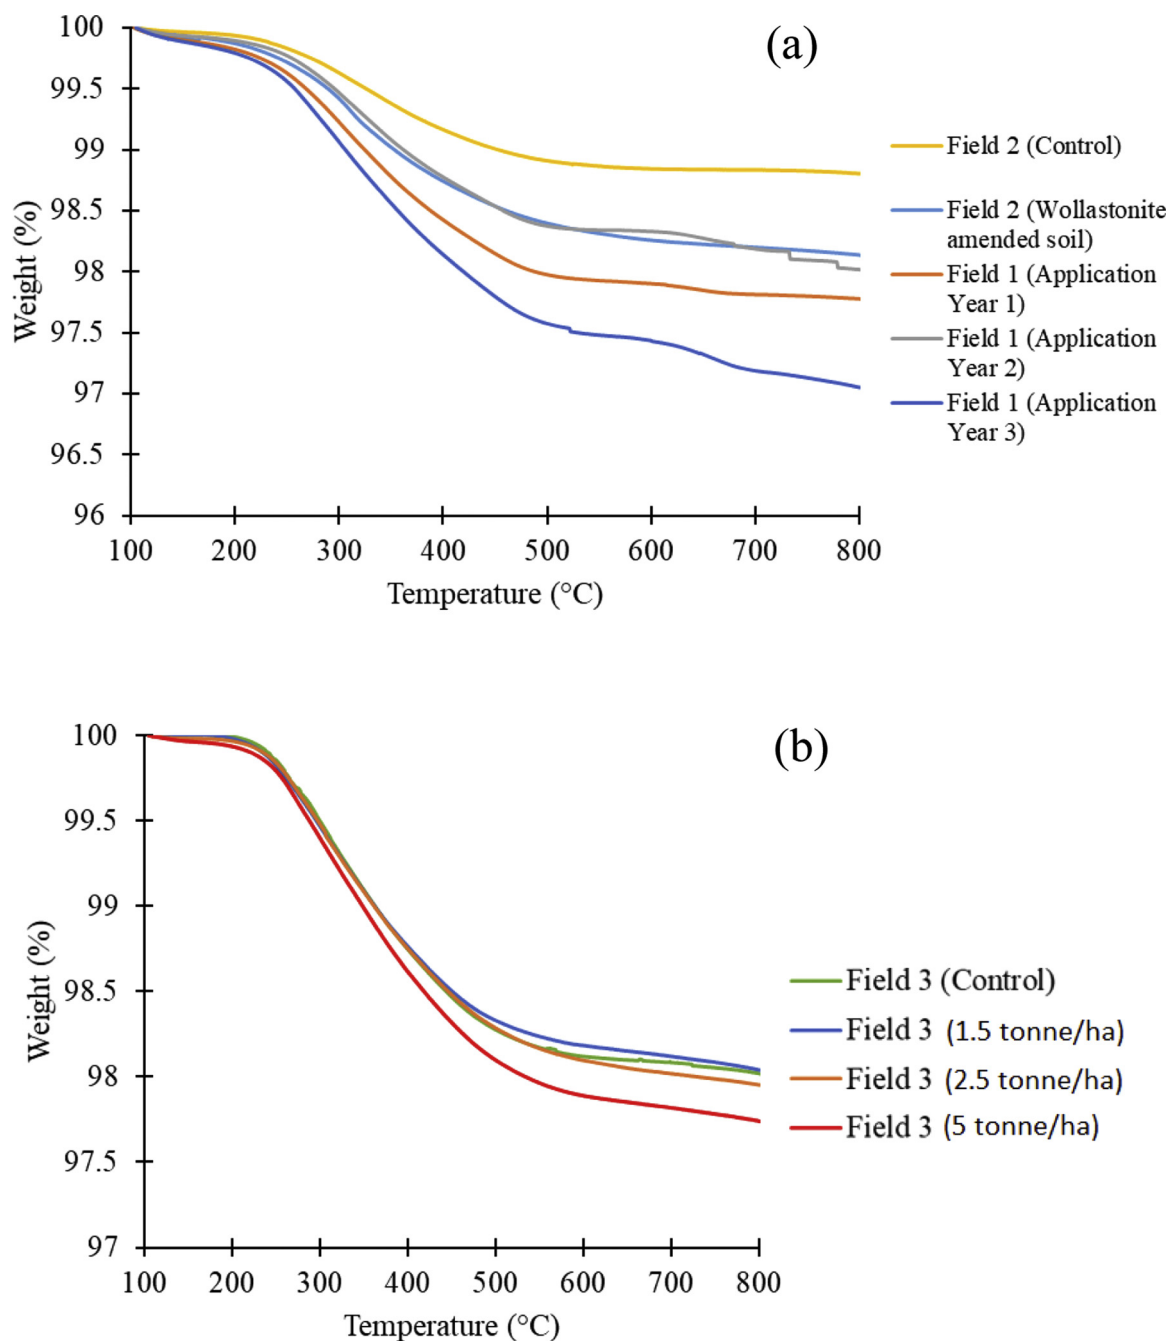 (a)
100
99.5
99
98.5
98
97.5
97
96.5
96
Weight (%)
100 200 300 400 500 600 700 800
Temperature (°C)
Field 2 (Control)
Field 2 (Wollastonite
amended soil)
Field 1 (Application
Year 1)
Field 1 (Application
Year 2)
Field 1 (Application
Year 3)
(b)
100
99.5
99
98.5
98
97.5
97
Weight (%)
100 200 300 400 500 600 700 800
Temperature (°C)
Field 3 (Control)
Field 3 (1.5 tonne/ha)
Field 3 (2.5 tonne/ha)
Field 3 (5 tonne/ha)